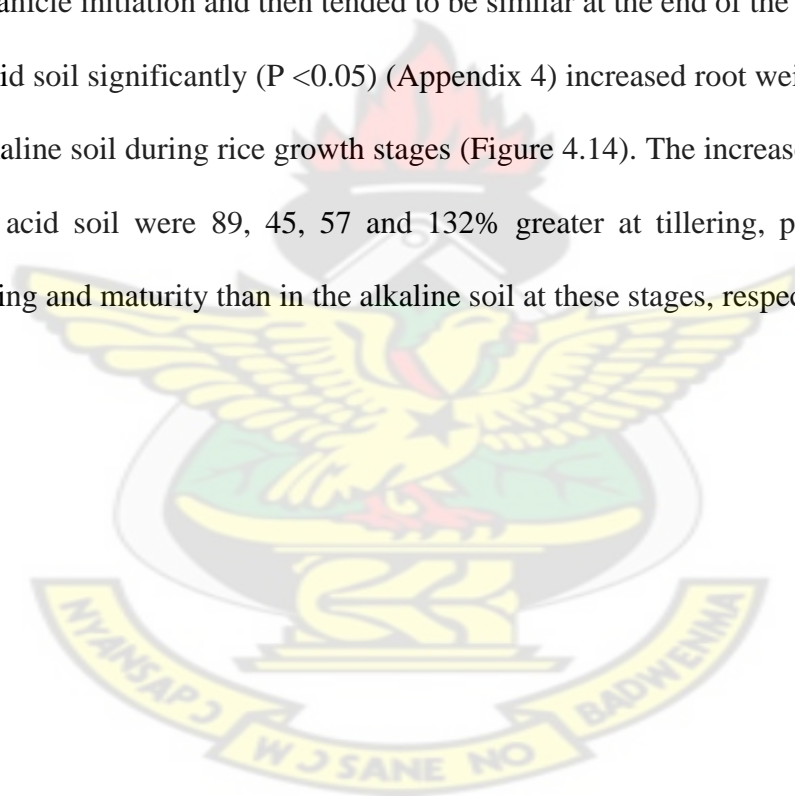 anicle initiation and then tended to be similar at the end of the
id soil significantly (P <0.05) (Appendix 4) increased root wei
aline soil during rice growth stages (Figure 4.14). The increase
acid soil were 89, 45, 57 and 132% greater at tillering, p
ing and maturity than in the alkaline soil at these stages, respec
NYANSAPƆ
WƆ SANE NO
BADWENMA